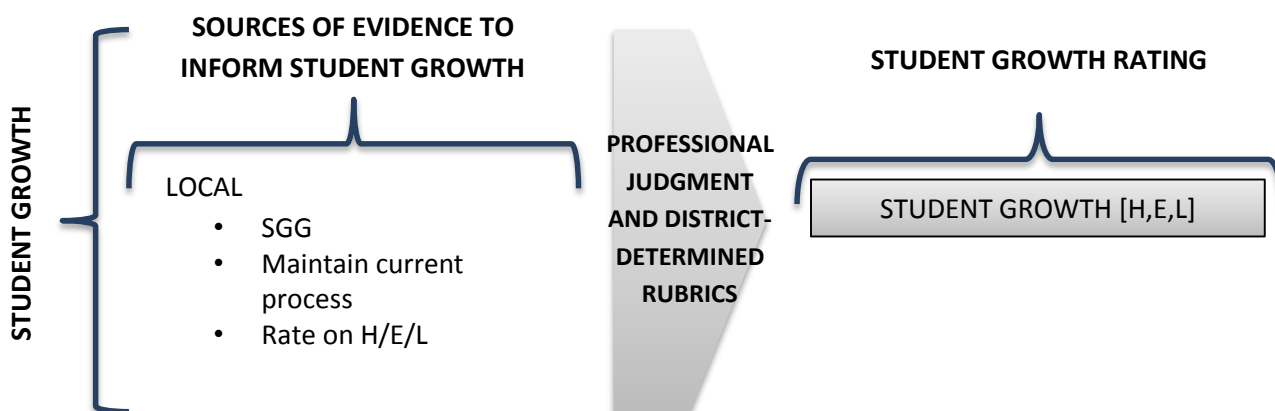 STUDENT GROWTH
SOURCES OF EVIDENCE TO
INFORM STUDENT GROWTH
LOCAL
• SGG
• Maintain current
process
• Rate on H/E/L
PROFESSIONAL
JUDGMENT
AND DISTRICT-
DETERMINED
RUBRICS
STUDENT GROWTH RATING
STUDENT GROWTH [H,E,L]